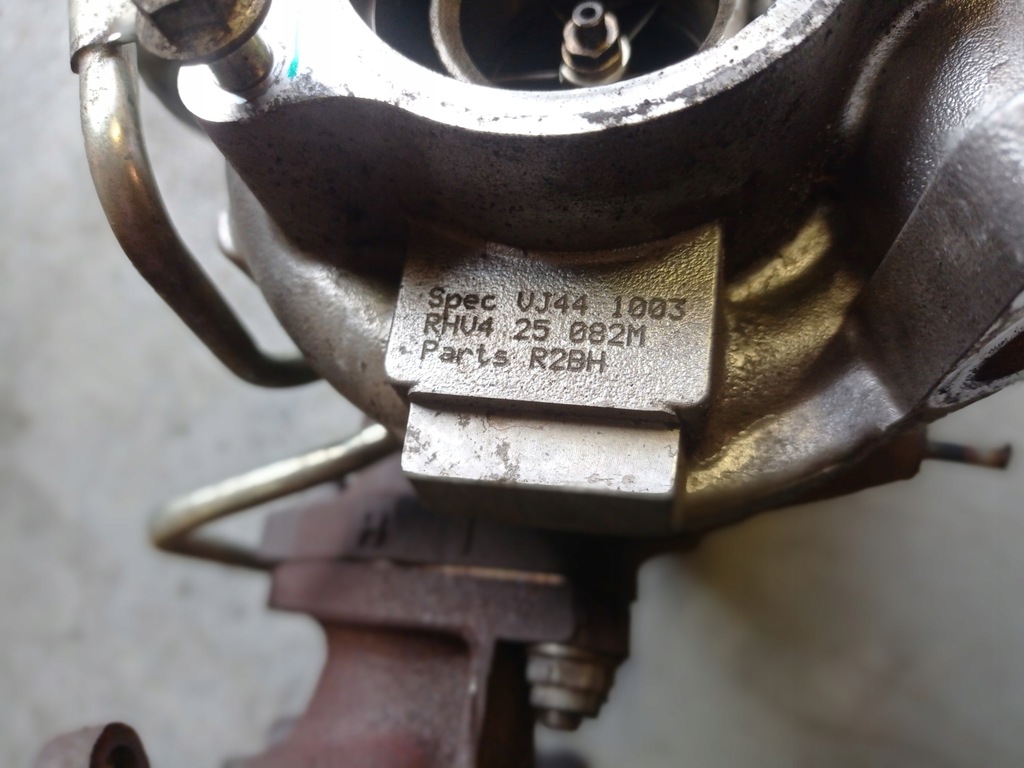 Spec VJ44 1003
RHV4 25 082M
Parts R2BH
H